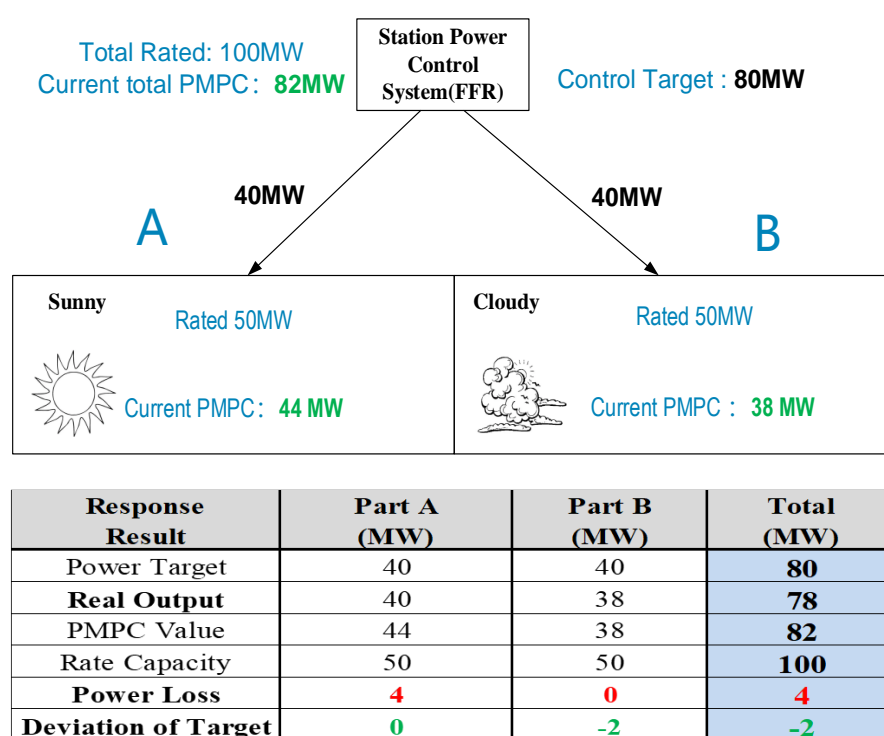 Station Power
Control
System(FFR)
Total Rated: 100MW
Current total PMPC: 82MW
Control Target : 80MW
40MW
40MW
A
B
Sunny
Rated 50MW
Current PMPC: 44 MW
Cloudy
Rated 50MW
Current PMPC : 38 MW
Response Result Part A (MW) Part B (MW) Total (MW)
Power Target 40 40 80
Real Output 40 38 78
PMPC Value 44 38 82
Rate Capacity 50 50 100
Power Loss 4 0 4
Deviation of Target 0 -2 -2